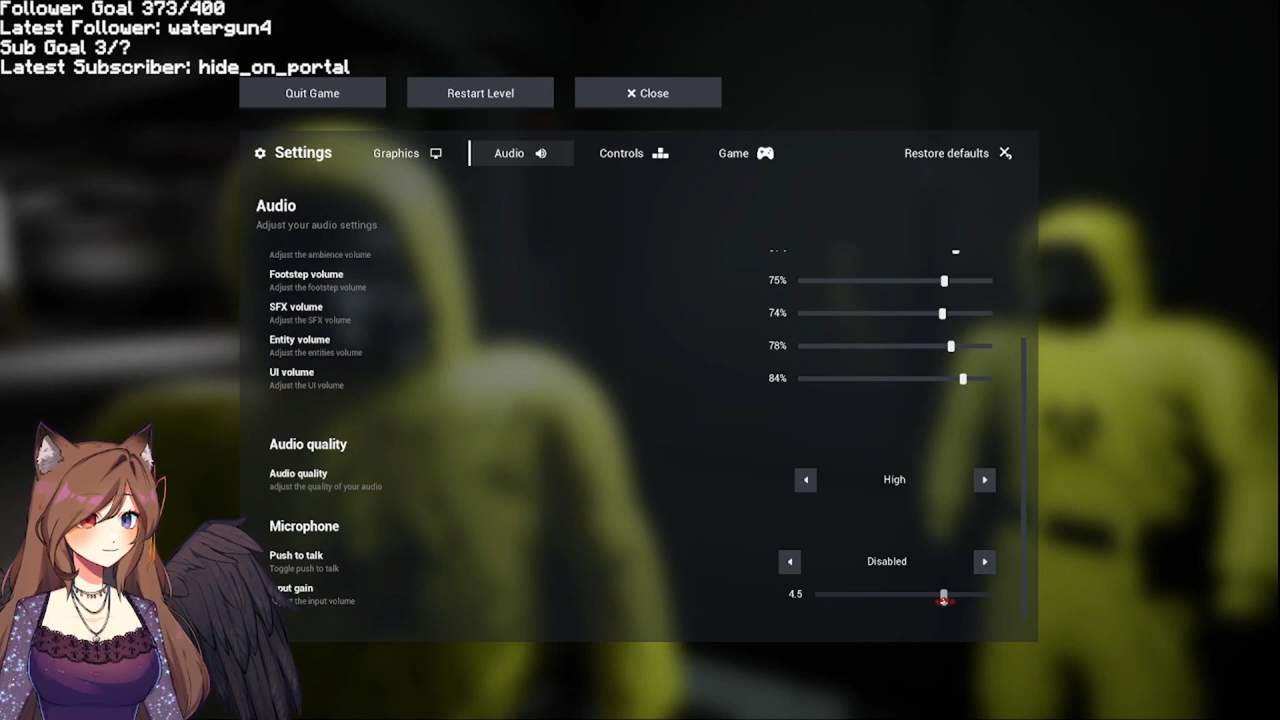 Follower Goal 373/400
Latest Follower: watergun4
Sub Goal 3/?
Latest Subscriber: hide_on_portal
Quit Game
Restart Level
Close
Settings
Graphics
Audio
Controls
Game
Restore defaults
Audio
Adjust your audio settings
Adjust the ambience volume
Footstep volume
75%
Adjust the footstep volume
SFX volume
74%
Adjust the SFX volume
Entity volume
78%
Adjust the entities volume
UI volume
84%
Adjust the UI volume
Audio quality
Audio quality
High
adjust the quality of your audio
Microphone
Push to talk
Disabled
Toggle push to talk
gain
4.5
the input volume